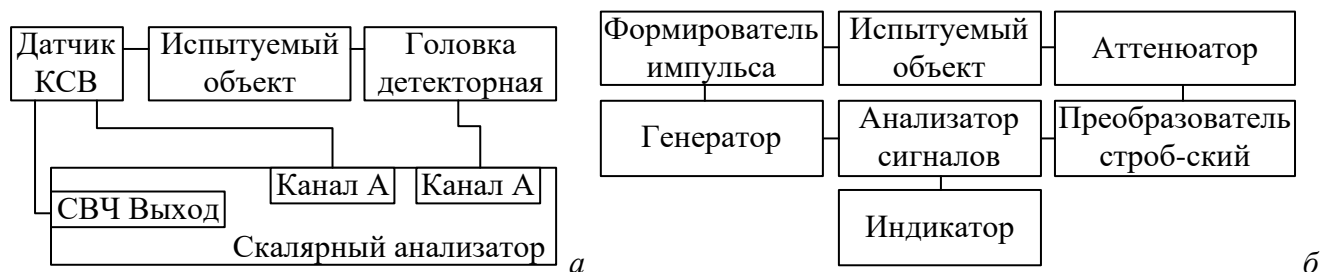 Датчик
КСВ
Испытуемый
объект
Головка
детекторная
Канал А
Канал А
СВЧ Выход
Скалярный анализатор
а
Формирователь
импульса
Испытуемый
объект
Аттенюатор
Генератор
Анализатор
сигналов
Преобразователь
строб-ский
Индикатор
б